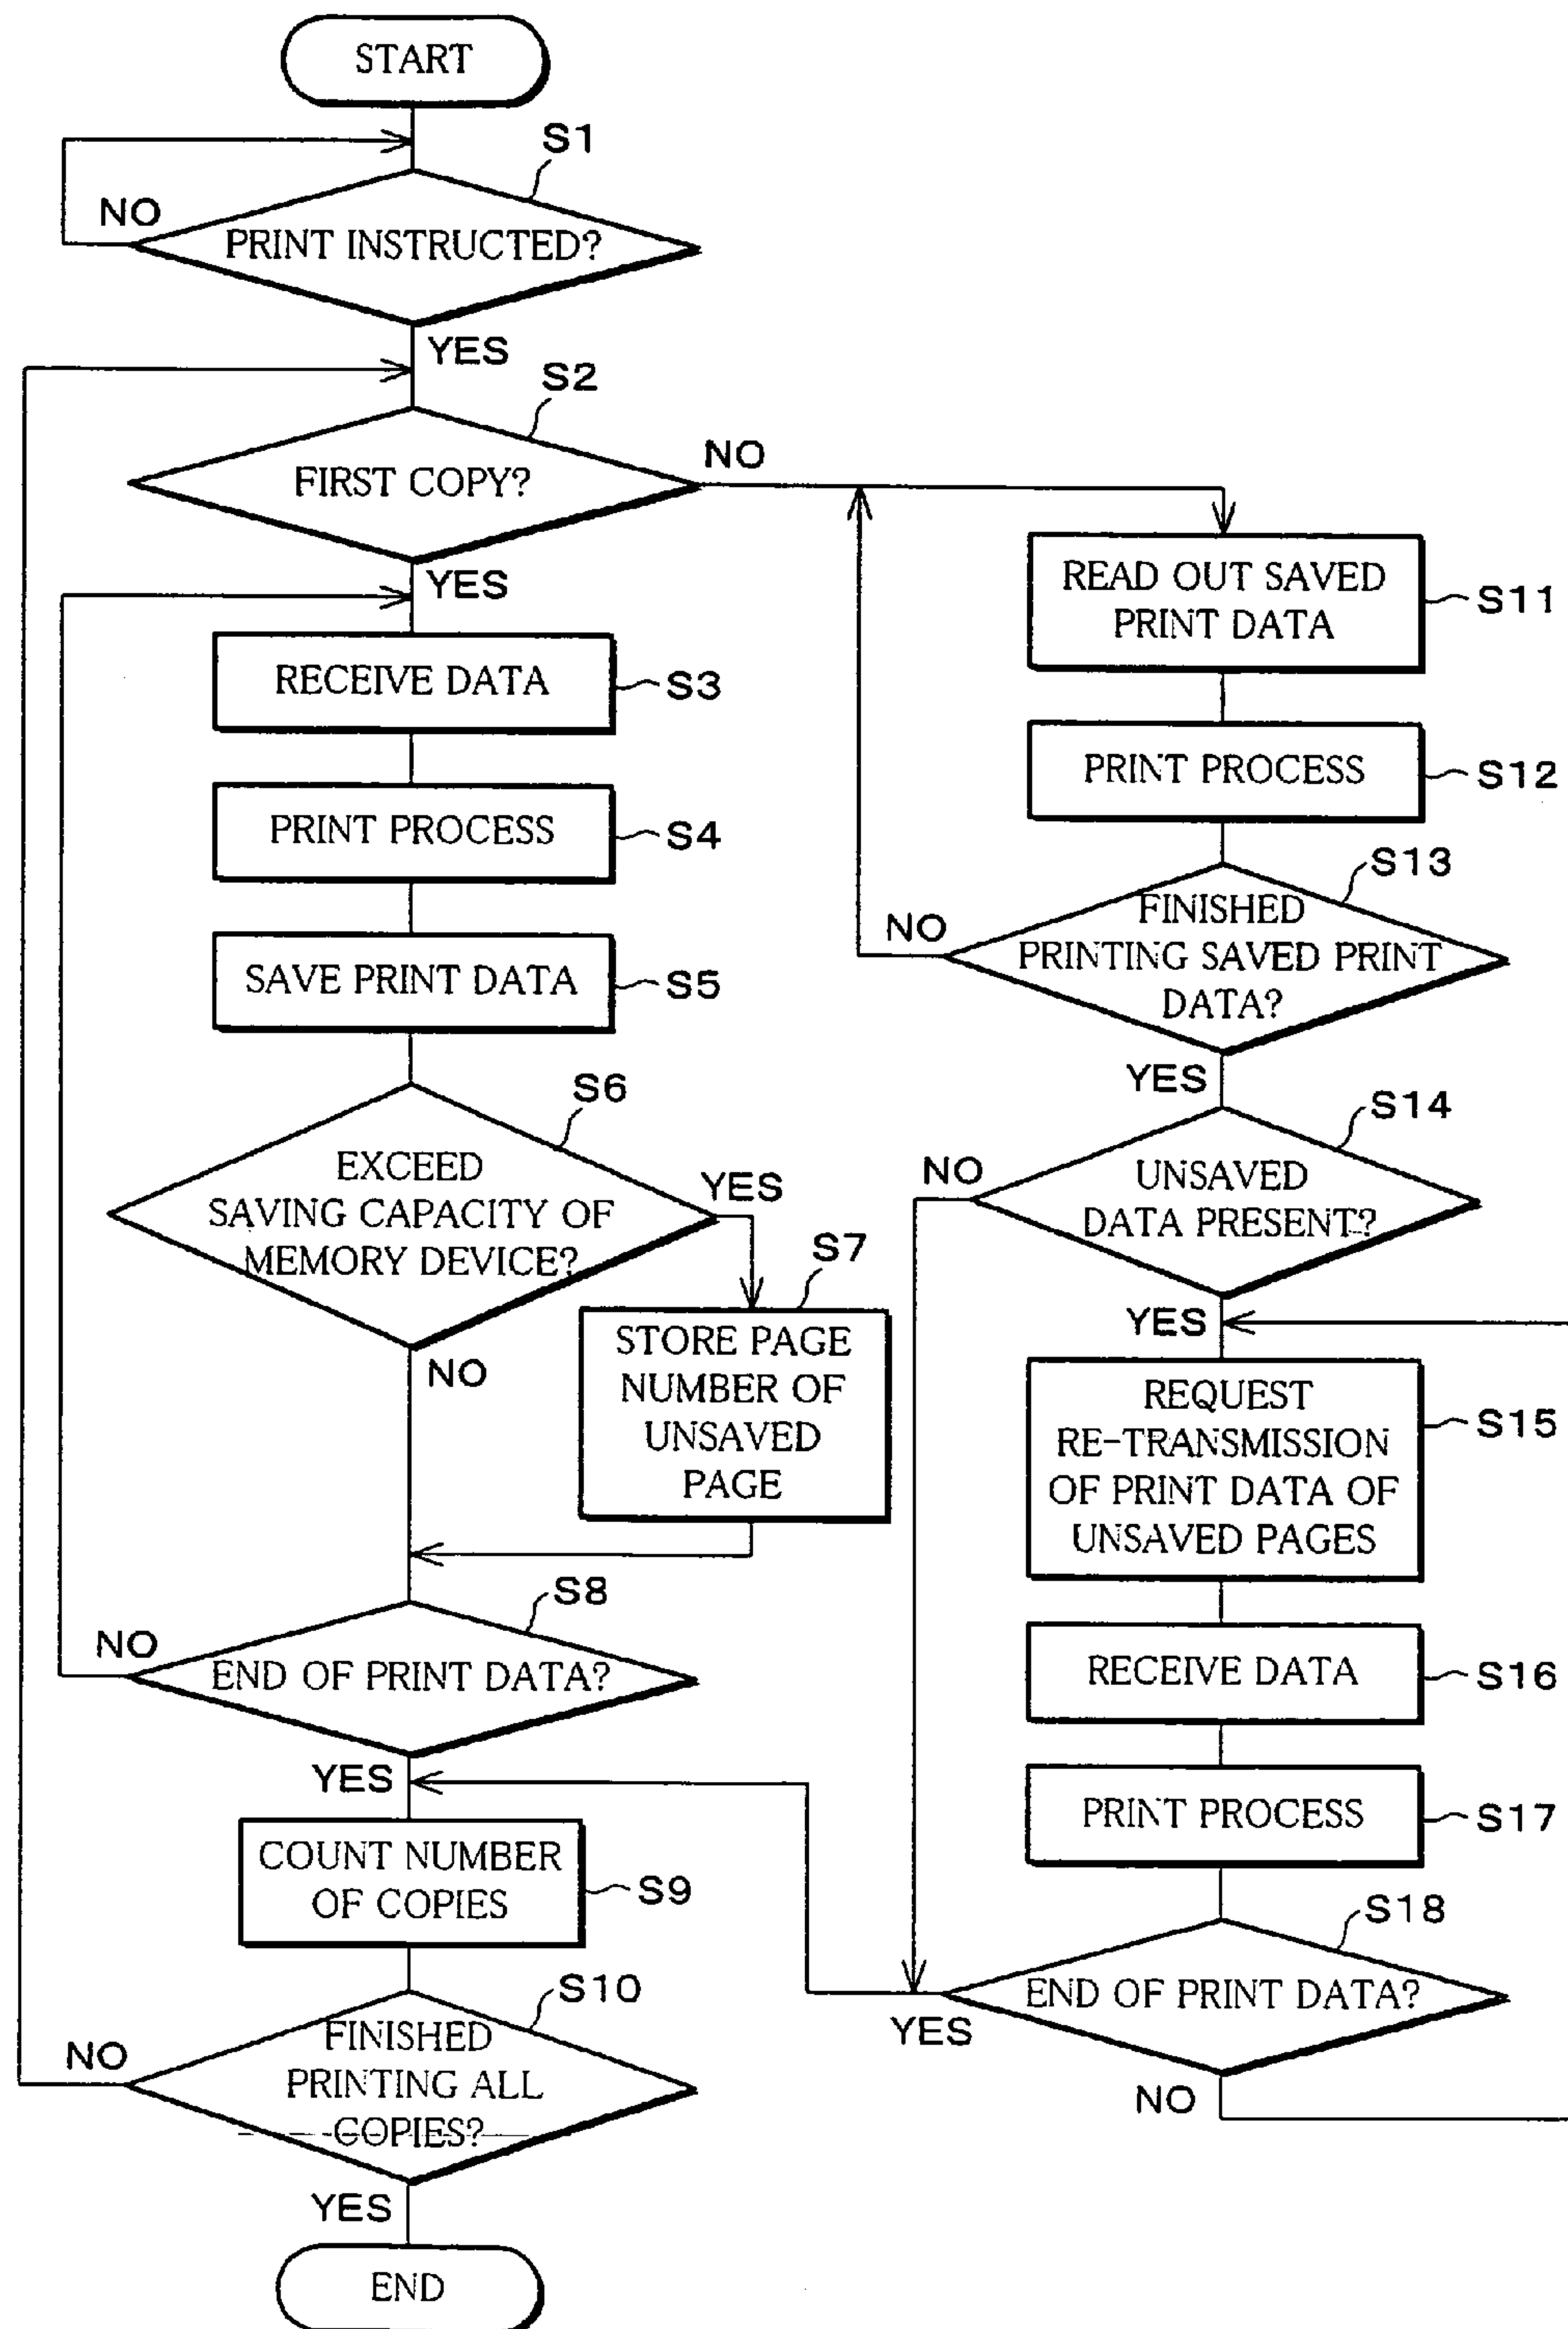 START
S1
NO
PRINT INSTRUCTED?
YES
S2
NO
FIRST COPY?
YES
RECEIVE DATA
S3
PRINT PROCESS
S4
SAVE PRINT DATA
S5
S6
EXCEED
SAVING CAPACITY OF
MEMORY DEVICE?
YES
S7
NO
STORE PAGE
NUMBER OF
UNSAVED
PAGE
S8
NO
END OF PRINT DATA?
YES
COUNT NUMBER
OF COPIES
S9
S10
NO
FINISHED
PRINTING ALL
COPIES?
YES
END
READ OUT SAVED
PRINT DATA
S11
PRINT PROCESS
S12
S13
NO
FINISHED
PRINTING SAVED PRINT
DATA?
YES
S14
NO
UNSAVED
DATA PRESENT?
YES
REQUEST
RE-TRANSMISSION
OF PRINT DATA OF
UNSAVED PAGES
S15
RECEIVE DATA
S16
PRINT PROCESS
S17
S18
END OF PRINT DATA?
YES
NO